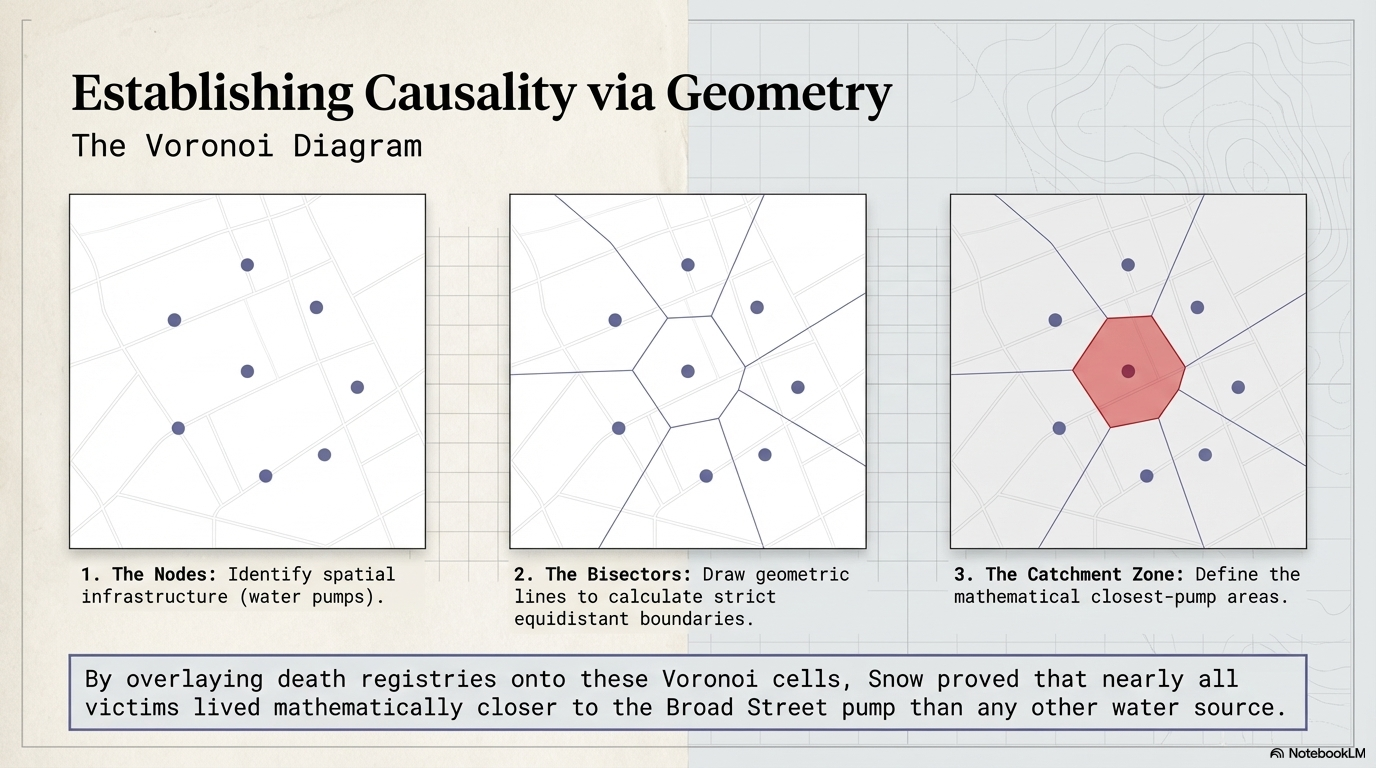 Establishing Causality via Geometry
The Voronoi Diagram
1. The Nodes: Identify spatial
infrastructure (water pumps).
2. The Bisectors: Draw geometric
lines to calculate strict
equidistant boundaries.
3. The Catchment Zone: Define the
mathematical closest-pump areas.
By overlaying death registries onto these Voronoi cells, Snow proved that nearly all
victims lived mathematically closer to the Broad Street pump than any other water source.
NotebookLM